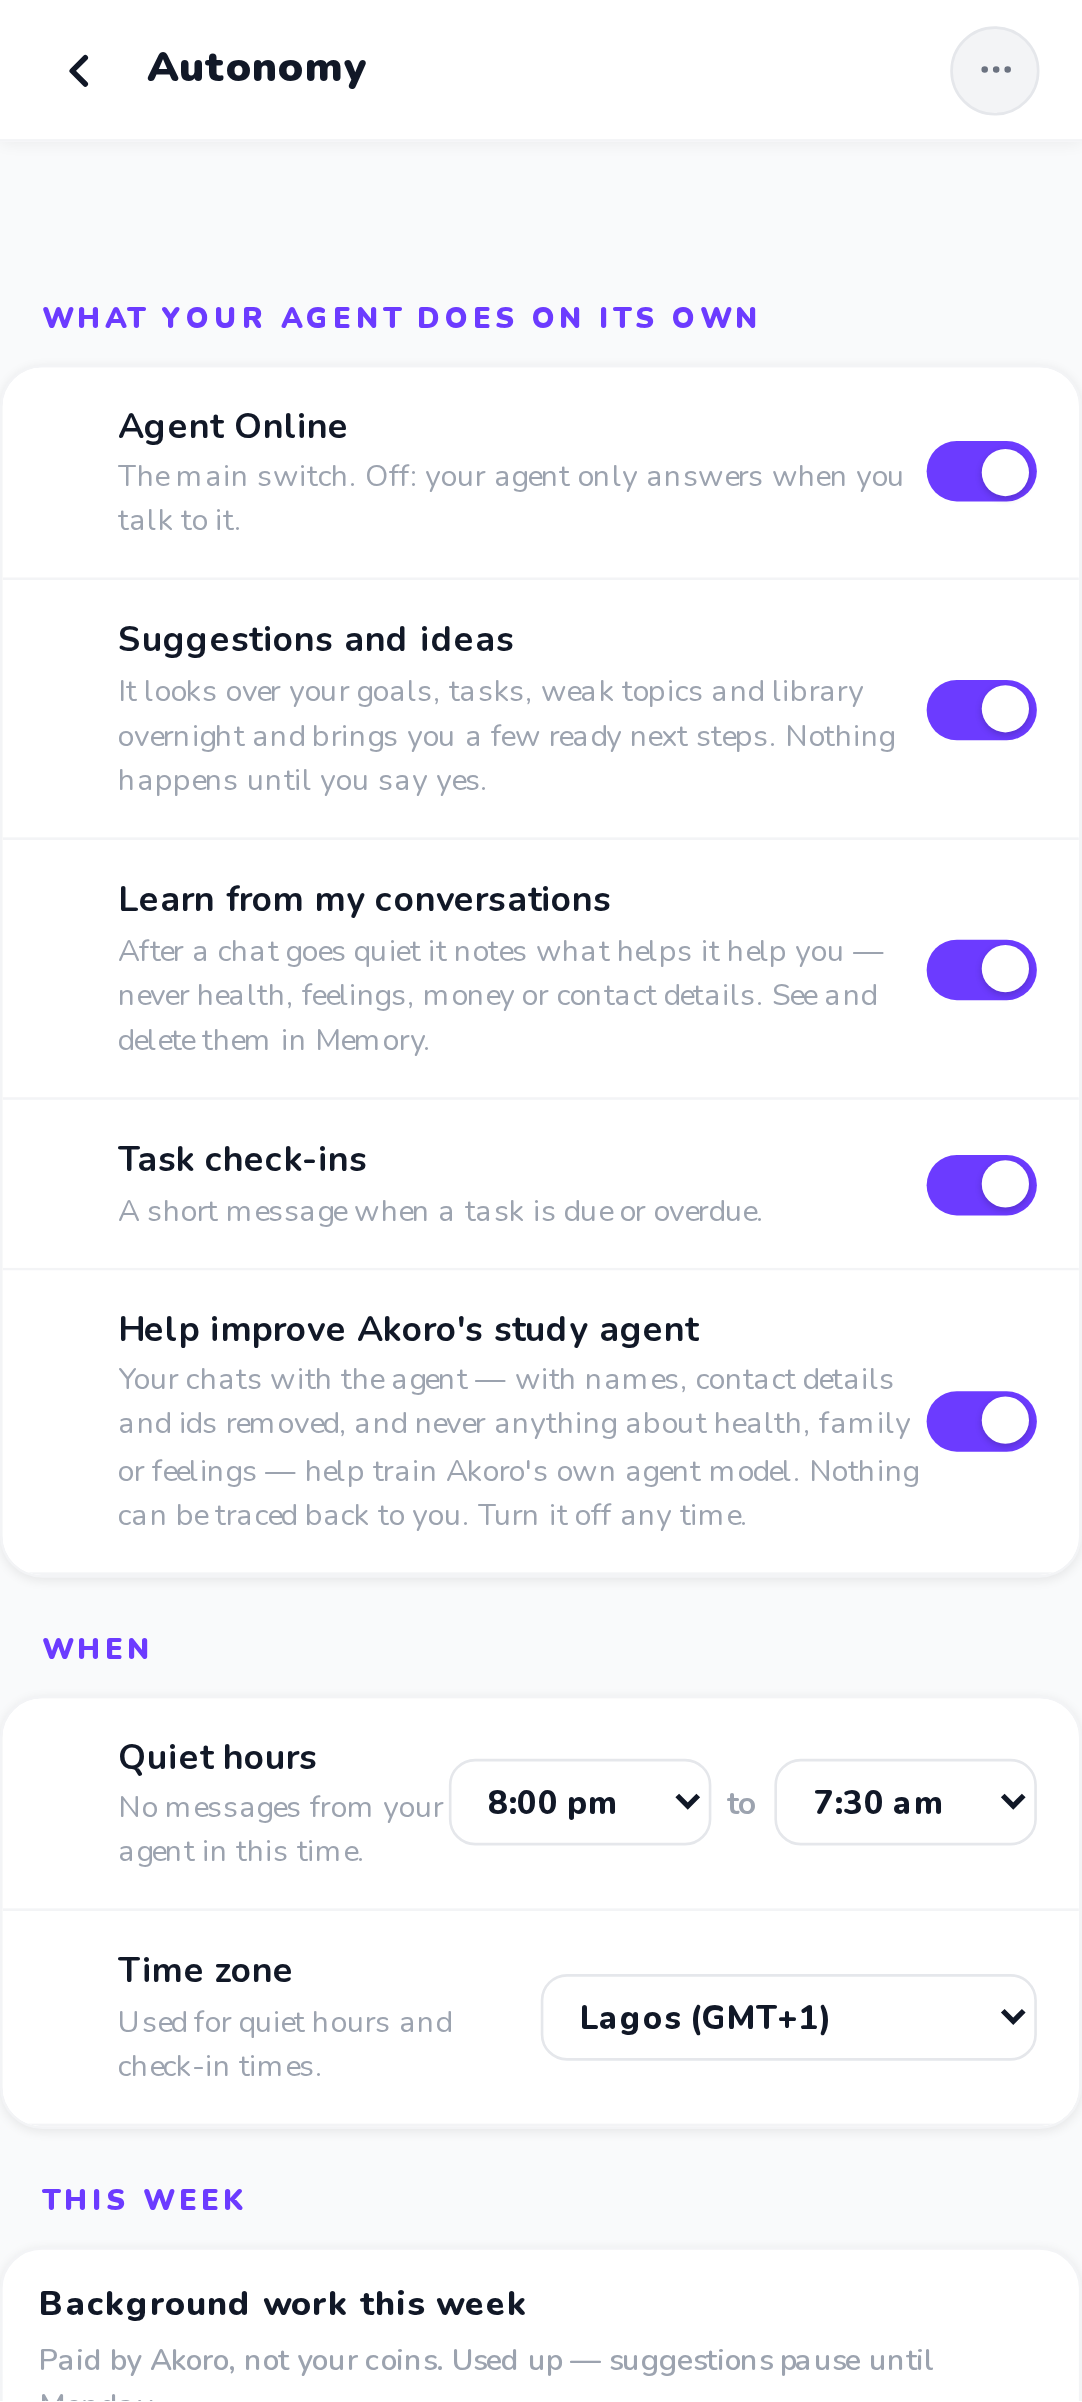 Autonomy
WHAT YOUR AGENT DOES ON ITS OWN
Agent Online
The main switch. Off: your agent only answers when you
talk to it.
Suggestions and ideas
It looks over your goals, tasks, weak topics and library
overnight and brings you a few ready next steps. Nothing
happens until you say yes.
Learn from my conversations
After a chat goes quiet it notes what helps it help you —
never health, feelings, money or contact details. See and
delete them in Memory.
Task check-ins
A short message when a task is due or overdue.
Help improve Akoro's study agent
Your chats with the agent — with names, contact details
and ids removed, and never anything about health, family
or feelings — help train Akoro's own agent model. Nothing
can be traced back to you. Turn it off any time.
WHEN
Quiet hours
No messages from your
agent in this time.
8:00 pm to 7:30 am
Time zone
Used for quiet hours and
check-in times.
Lagos (GMT+1)
THIS WEEK
Background work this week
Paid by Akoro, not your coins. Used up — suggestions pause until